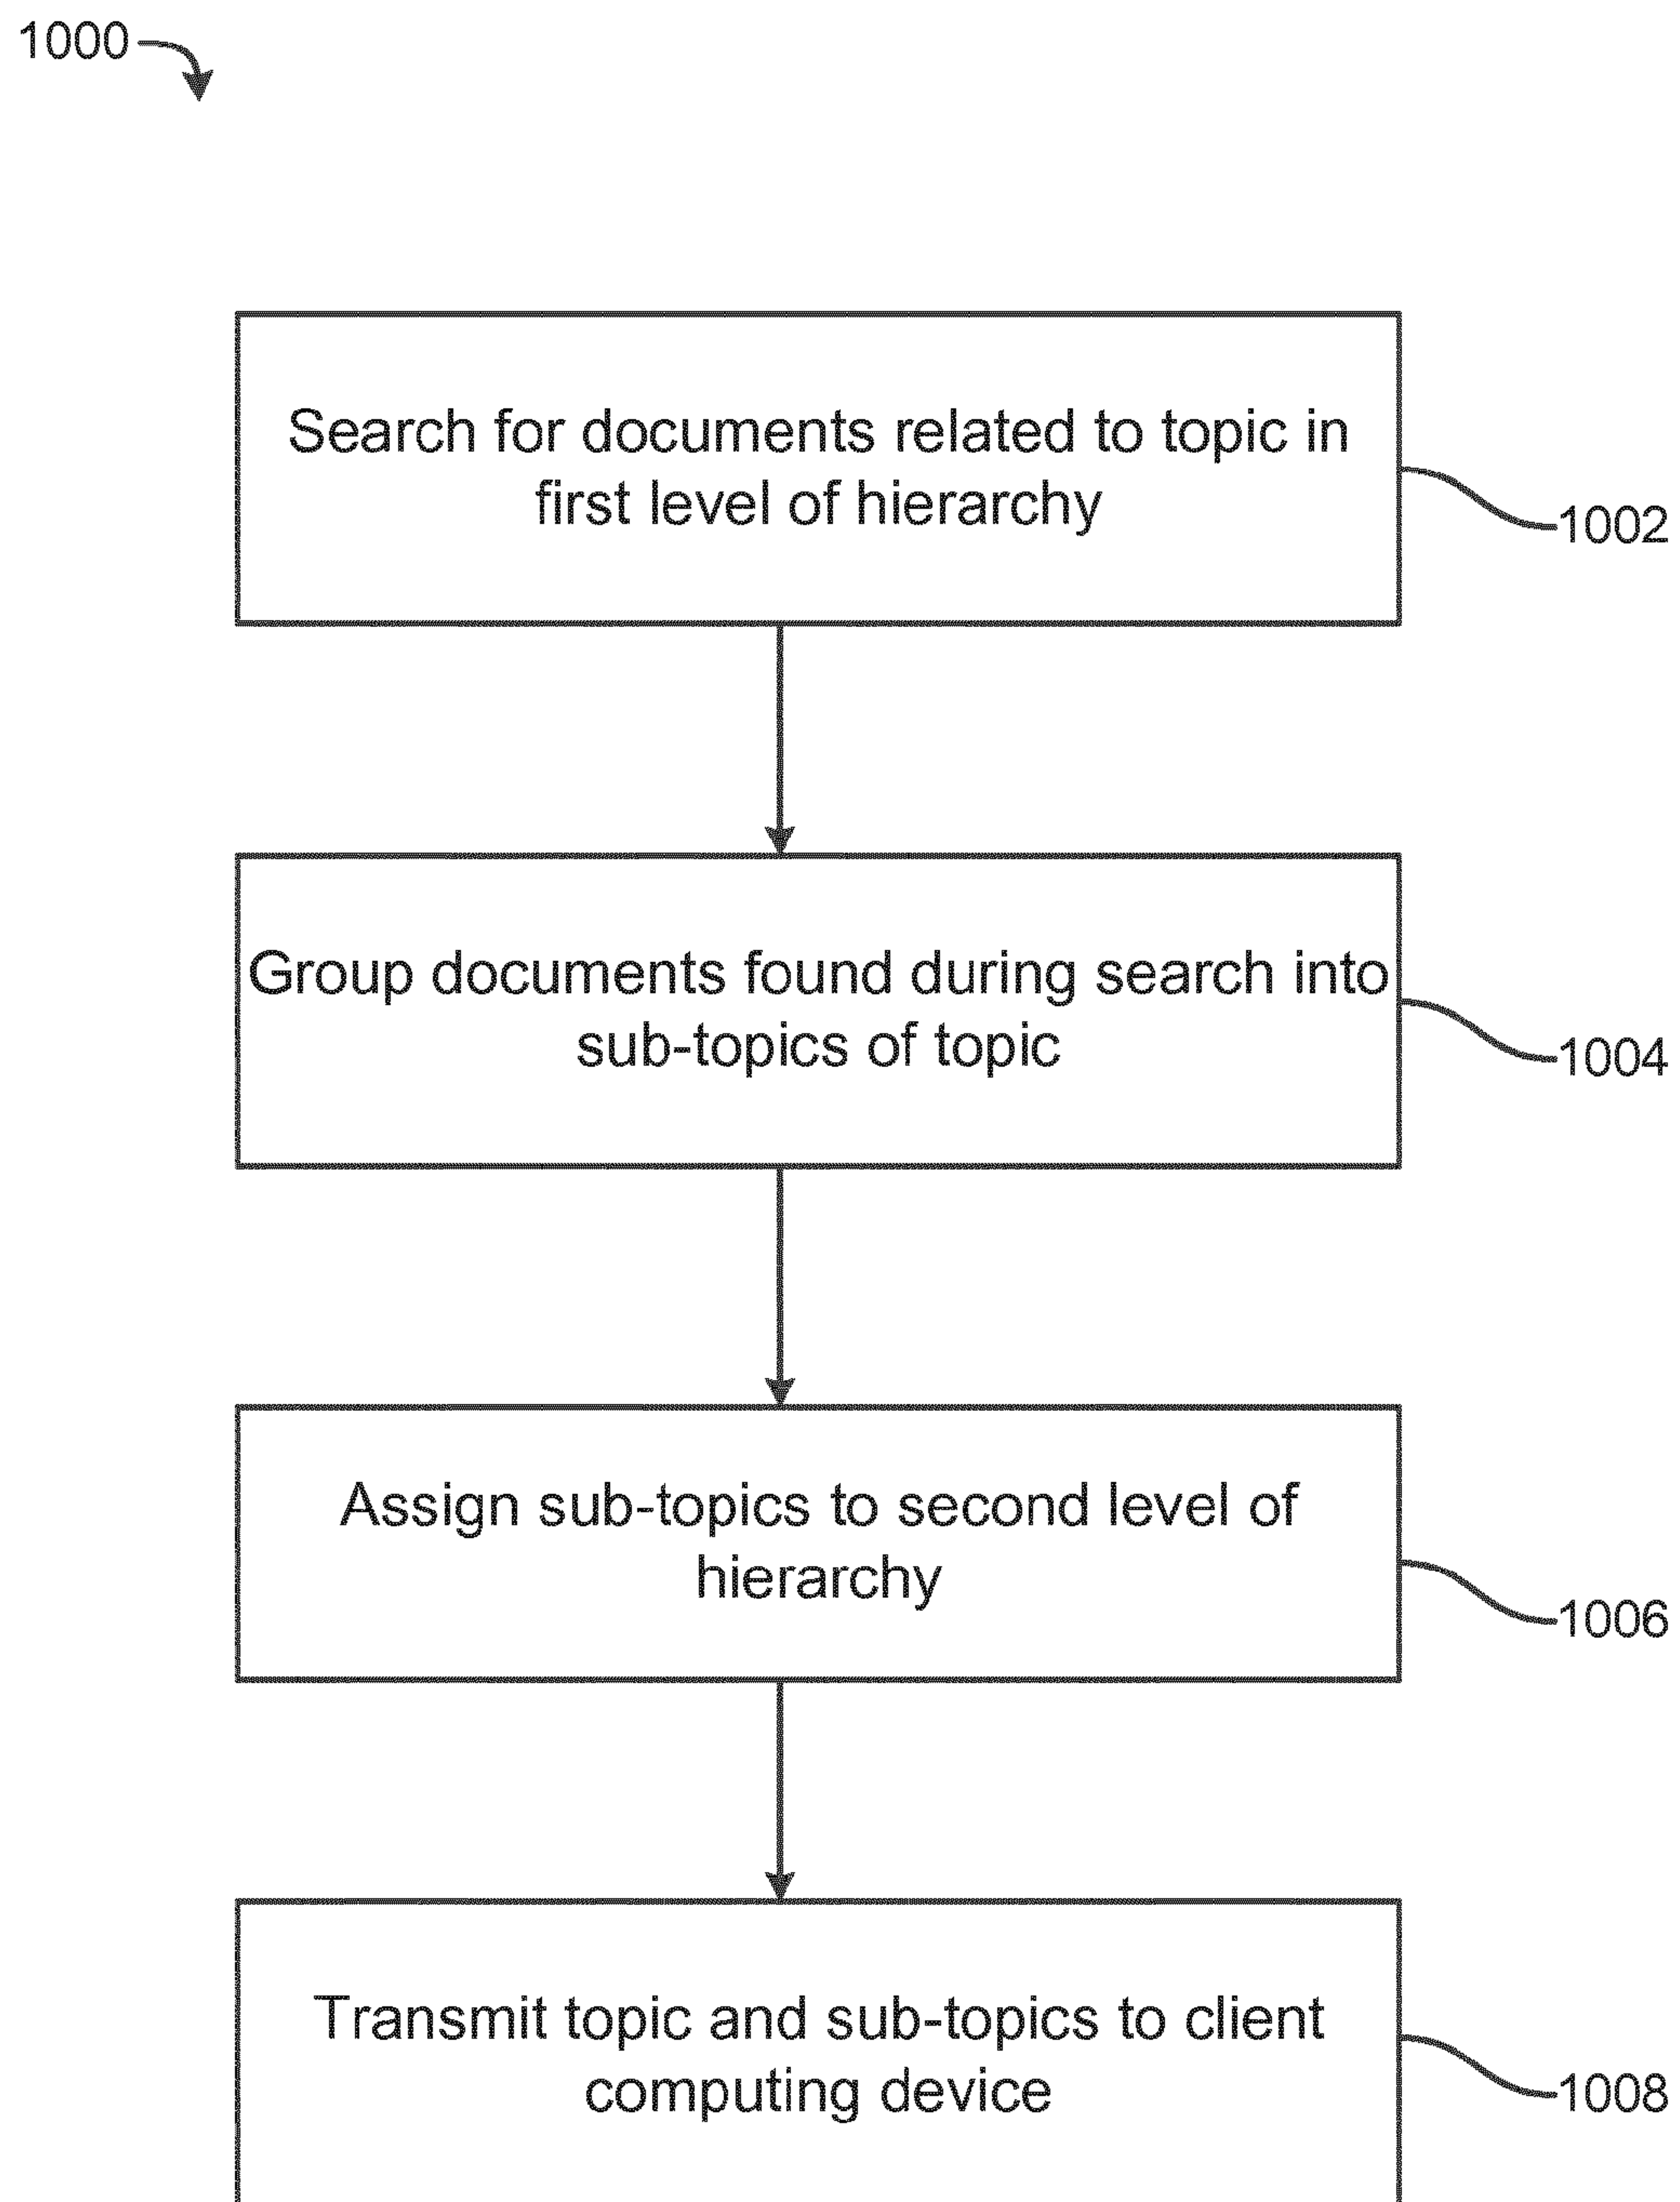 1000
Search for documents related to topic in
first level of hierarchy
1002
Group documents found during search into
sub-topics of topic
1004
Assign sub-topics to second level of
hierarchy
1006
Transmit topic and sub-topics to client
computing device
1008